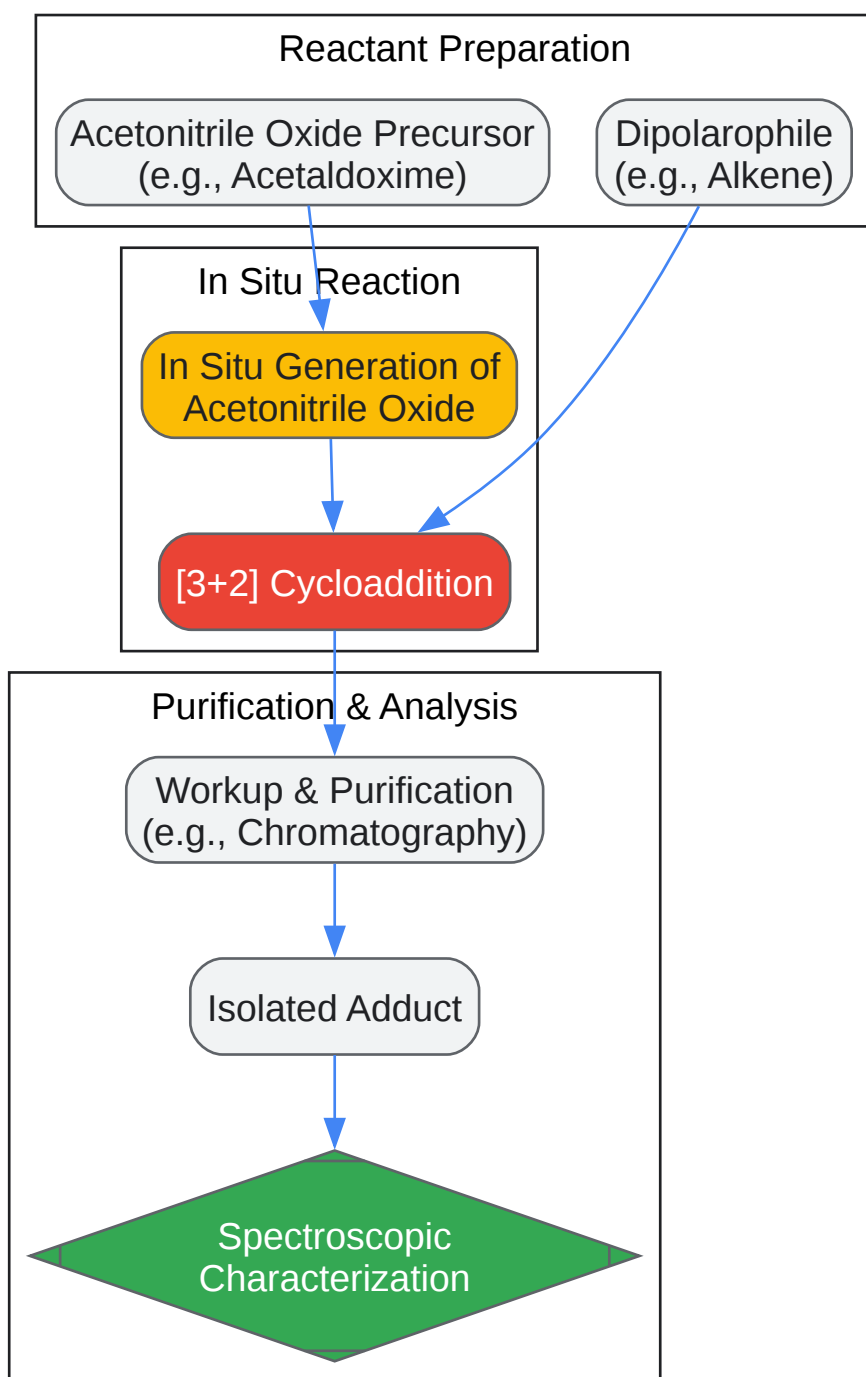 Reactant Preparation
Acetonitrile Oxide Precursor
(e.g., Acetaldoxime)
Dipolarophile
(e.g., Alkene)
In Situ Reaction
In Situ Generation of
Acetonitrile Oxide
[3+2] Cycloaddition
Purification & Analysis
Workup & Purification
(e.g., Chromatography)
Isolated Adduct
Spectroscopic
Characterization